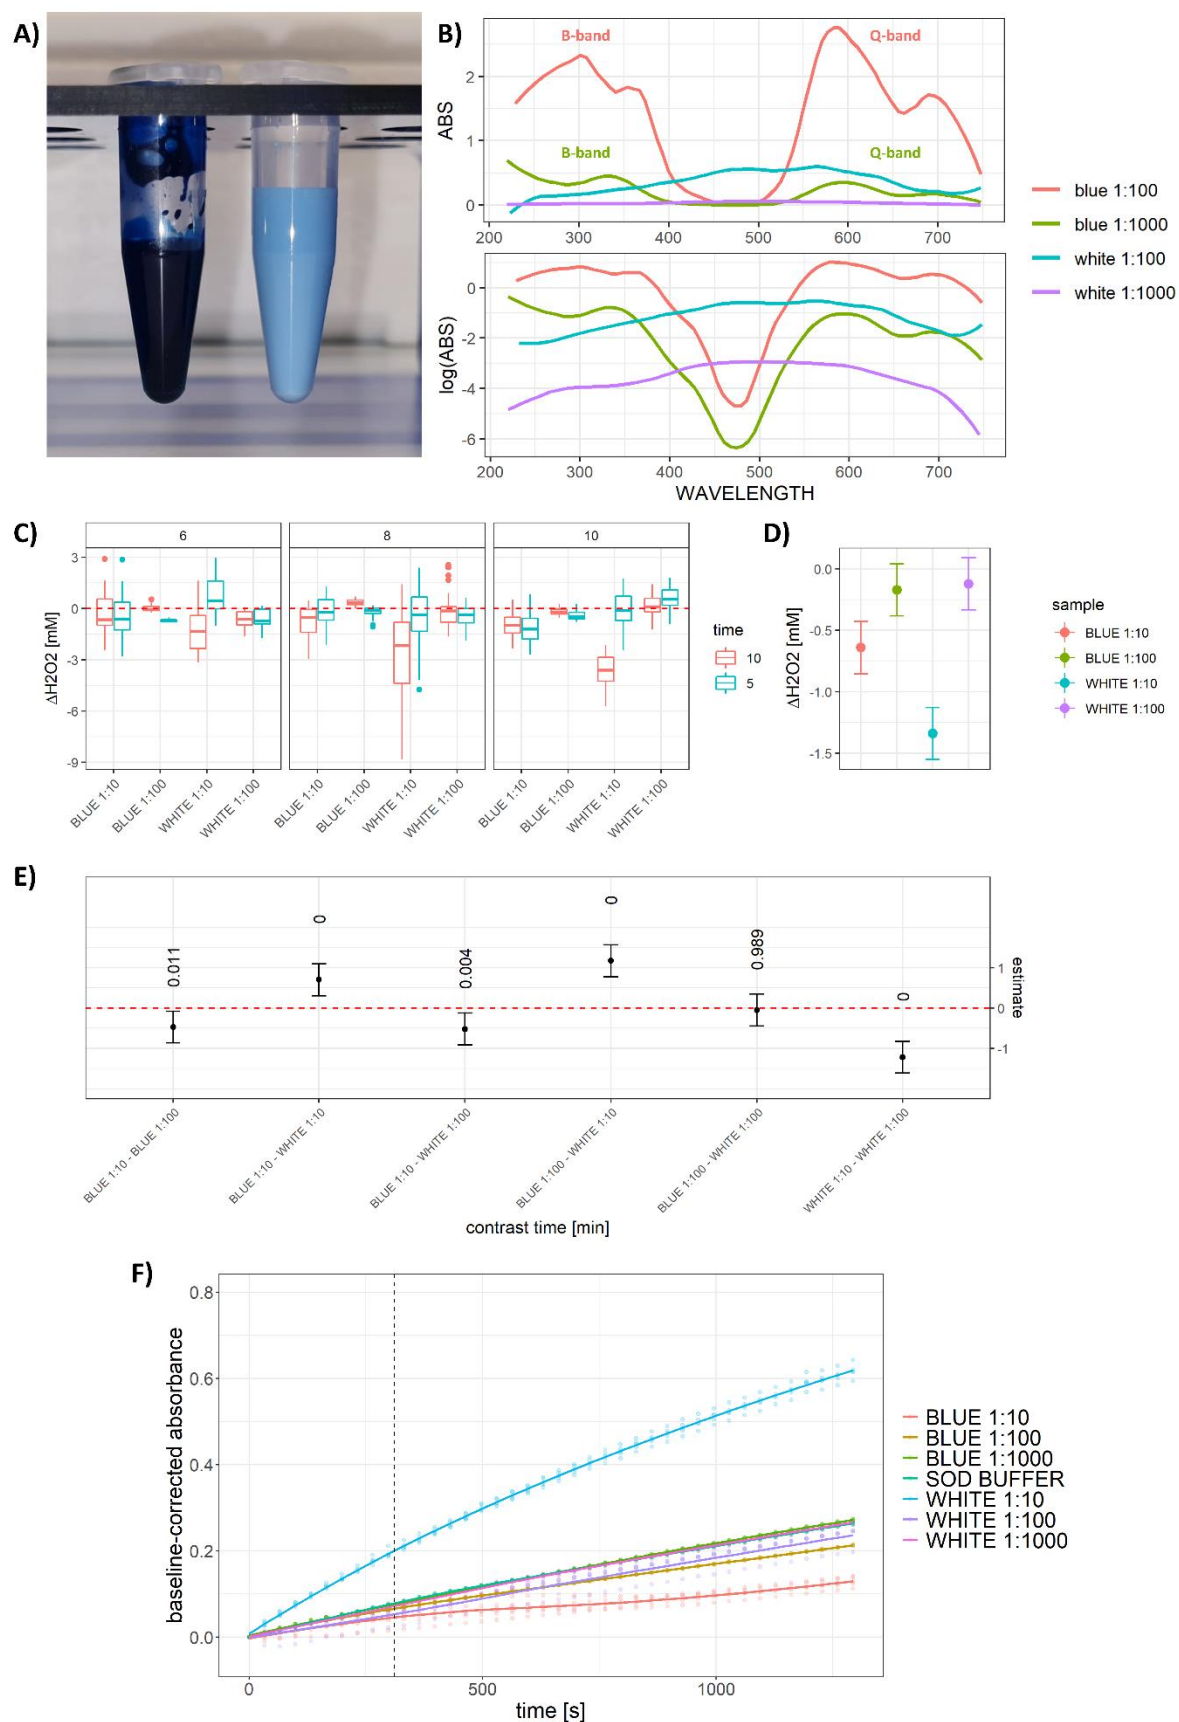 A)
B)
B-band
Q-band
ABS
2
1
0
B-band
Q-band
200
300
400
500
600
700
blue 1:100
blue 1:1000
white 1:100
white 1:1000
log(ABS)
0
-2
-4
-6
200
300
400
500
600
700
WAVELENGTH
C)
6
8
10
ΔH2O2 [mM]
3
0
-3
-6
-9
BLUE 1:10
BLUE 1:100
WHITE 1:10
WHITE 1:100
BLUE 1:10
BLUE 1:100
WHITE 1:10
WHITE 1:100
BLUE 1:10
BLUE 1:100
WHITE 1:10
WHITE 1:100
time
10
5
D)
ΔH2O2 [mM]
0.0
-0.5
-1.0
-1.5
sample
BLUE 1:10
BLUE 1:100
WHITE 1:10
WHITE 1:100
E)
0.011
0
0.004
0
0.989
0
1
0
-1
estimate
BLUE 1:10 - BLUE 1:100
BLUE 1:10 - WHITE 1:10
BLUE 1:10 - WHITE 1:100
BLUE 1:100 - WHITE 1:10
BLUE 1:100 - WHITE 1:100
WHITE 1:10 - WHITE 1:100
contrast time [min]
F)
baseline-corrected absorbance
0.8
0.6
0.4
0.2
0.0
0
500
1000
time [s]
BLUE 1:10
BLUE 1:100
BLUE 1:1000
SOD BUFFER
WHITE 1:10
WHITE 1:100
WHITE 1:1000